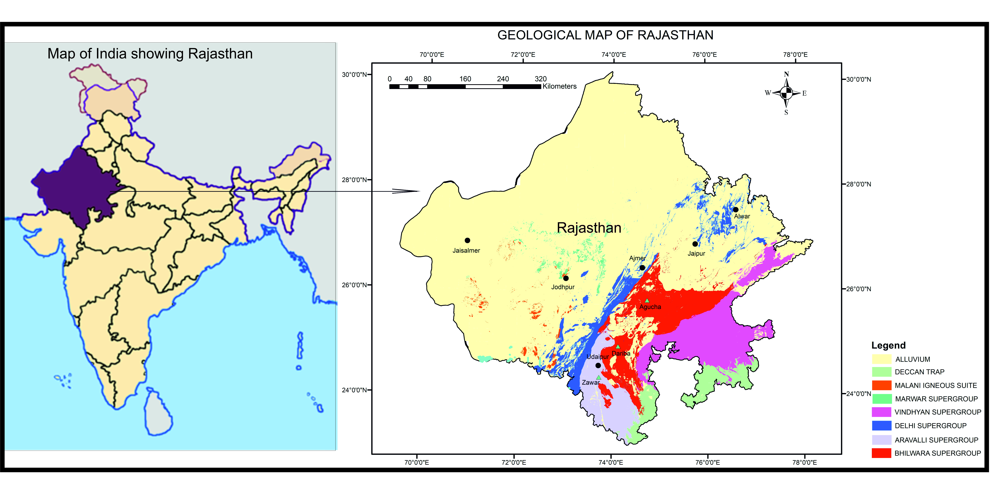 GEOLOGICAL MAP OF RAJASTHAN
Map of India showing Rajasthan
70°0'0"E 72°0'0"E 74°0'0"E 76°0'0"E 78°0'0"E
30°0'0"N
30°0'0"N
0 40 80 160 240 320
Kilometers
N
W E
S
28°0'0"N
28°0'0"N
Alwar
Rajasthan
Jaisalmer
Jaipur
Ajmer
Jodhpur
26°0'0"N
26°0'0"N
Agucha
Dariba
Udaipur
Zawar
24°0'0"N
24°0'0"N
70°0'0"E 72°0'0"E 74°0'0"E 76°0'0"E 78°0'0"E
Legend
ALLUVIUM
DECCAN TRAP
MALANI IGNEOUS SUITE
MARWAR SUPERGROUP
VINDHYAN SUPERGROUP
DELHI SUPERGROUP
ARAVALLI SUPERGROUP
BHILWARA SUPERGROUP